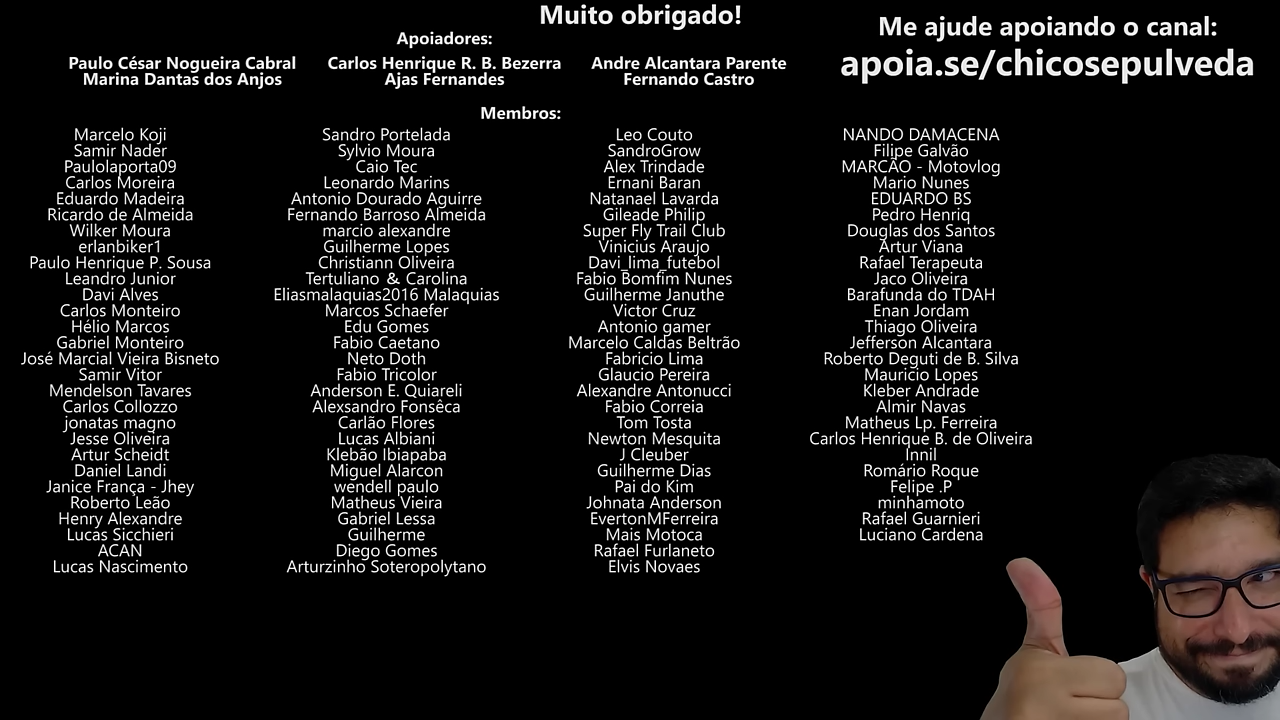 Muito obrigado!
Apoiadores:
Paulo César Nogueira Cabral
Marina Dantas dos Anjos
Carlos Henrique R. B. Bezerra
Ajas Fernandes
Andre Alcantara Parente
Fernando Castro
Me ajude apoiando o canal:
apoia.se/chicosepulveda
Membros:
Marcelo Koji
Samir Nader
Paulolaporta09
Carlos Moreira
Eduardo Madeira
Ricardo de Almeida
Wilker Moura
erlanbiker1
Paulo Henrique P. Sousa
Leandro Junior
Davi Alves
Carlos Monteiro
Hélio Marcos
Gabriel Monteiro
José Marcial Vieira Bisneto
Samir Vitor
Mendelson Tavares
Carlos Collozzo
jonatas magno
Jesse Oliveira
Artur Scheidt
Daniel Landi
Janice França - Jhey
Roberto Leão
Henry Alexandre
Lucas Sicchieri
ACAN
Lucas Nascimento
Sandro Portelada
Sylvio Moura
Caio Tec
Leonardo Marins
Antonio Dourado Aguirre
Fernando Barroso Almeida
marcio alexandre
Guilherme Lopes
Christiann Oliveira
Tertuliano & Carolina
Eliasmalaquias2016 Malaquias
Marcos Schaefer
Edu Gomes
Fabio Caetano
Neto Doth
Fabio Tricolor
Anderson E. Quiareli
Alexsandro Fonsêca
Carlão Flores
Lucas Albiani
Klebão Ibiapaba
Miguel Alarcon
wendell paulo
Matheus Vieira
Gabriel Lessa
Guilherme
Diego Gomes
Arturzinho Soteropolytano
Leo Couto
SandroGrow
Alex Trindade
Ernani Baran
Natanael Lavarda
Gileade Philip
Super Fly Trail Club
Vinicius Araujo
Davi_lima_futebol
Fabio Bomfim Nunes
Guilherme Januthe
Victor Cruz
Antonio gamer
Marcelo Caldas Beltrão
Fabricio Lima
Glaucio Pereira
Alexandre Antonucci
Fabio Correia
Tom Tosta
Newton Mesquita
J Cleuber
Guilherme Dias
Pai do Kim
Johnata Anderson
EvertonMFerreira
Mais Motoca
Rafael Furlaneto
Elvis Novaes
NANDO DAMACENA
Filipe Galvão
MARCÃO - Motovlog
Mario Nunes
EDUARDO BS
Pedro Henriq
Douglas dos Santos
Artur Viana
Rafael Terapeuta
Jaco Oliveira
Barafunda do TDAH
Enan Jordam
Thiago Oliveira
Jefferson Alcantara
Roberto Deguti de B. Silva
Mauricio Lopes
Kleber Andrade
Almir Navas
Matheus Lp. Ferreira
Carlos Henrique B. de Oliveira
Innil
Romário Roque
Felipe .P
minhamoto
Rafael Guarnieri
Luciano Cardena